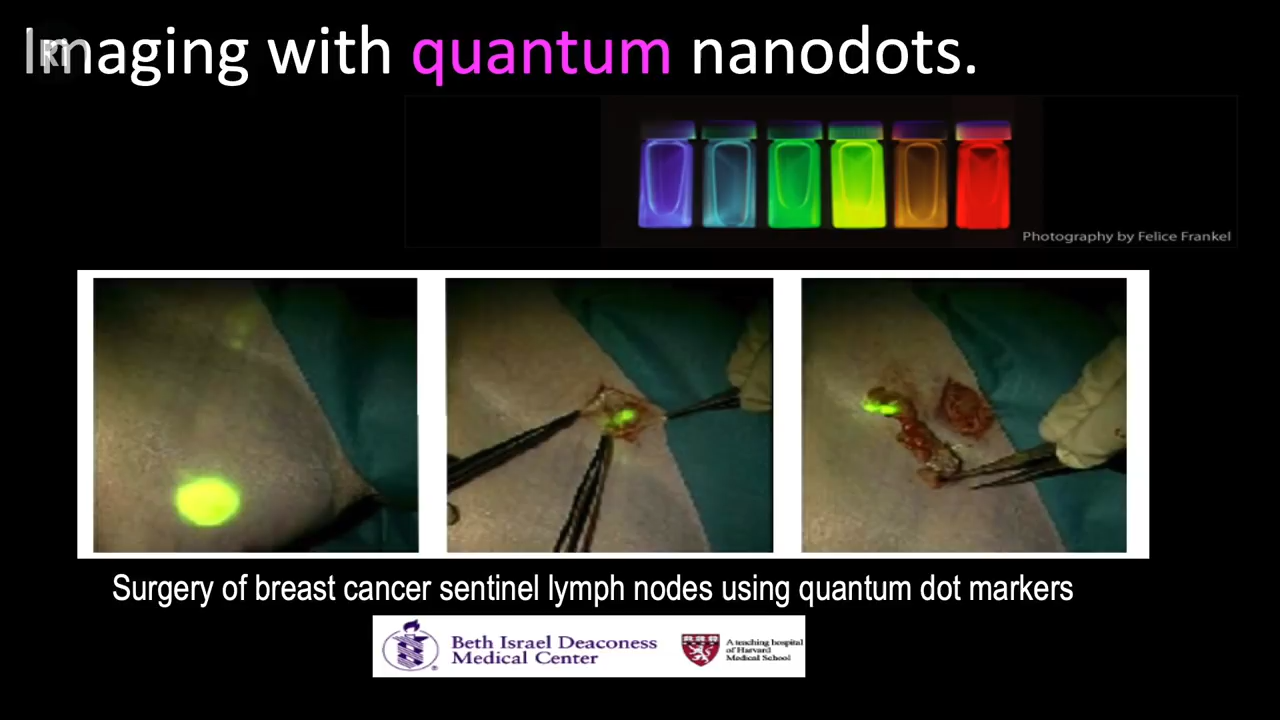 Imaging with quantum nanodots.
Ri
Photography by Felice Frankel
Surgery of breast cancer sentinel lymph nodes using quantum dot markers
Beth Israel Deaconess
Medical Center
A teaching hospital
of Harvard
Medical School